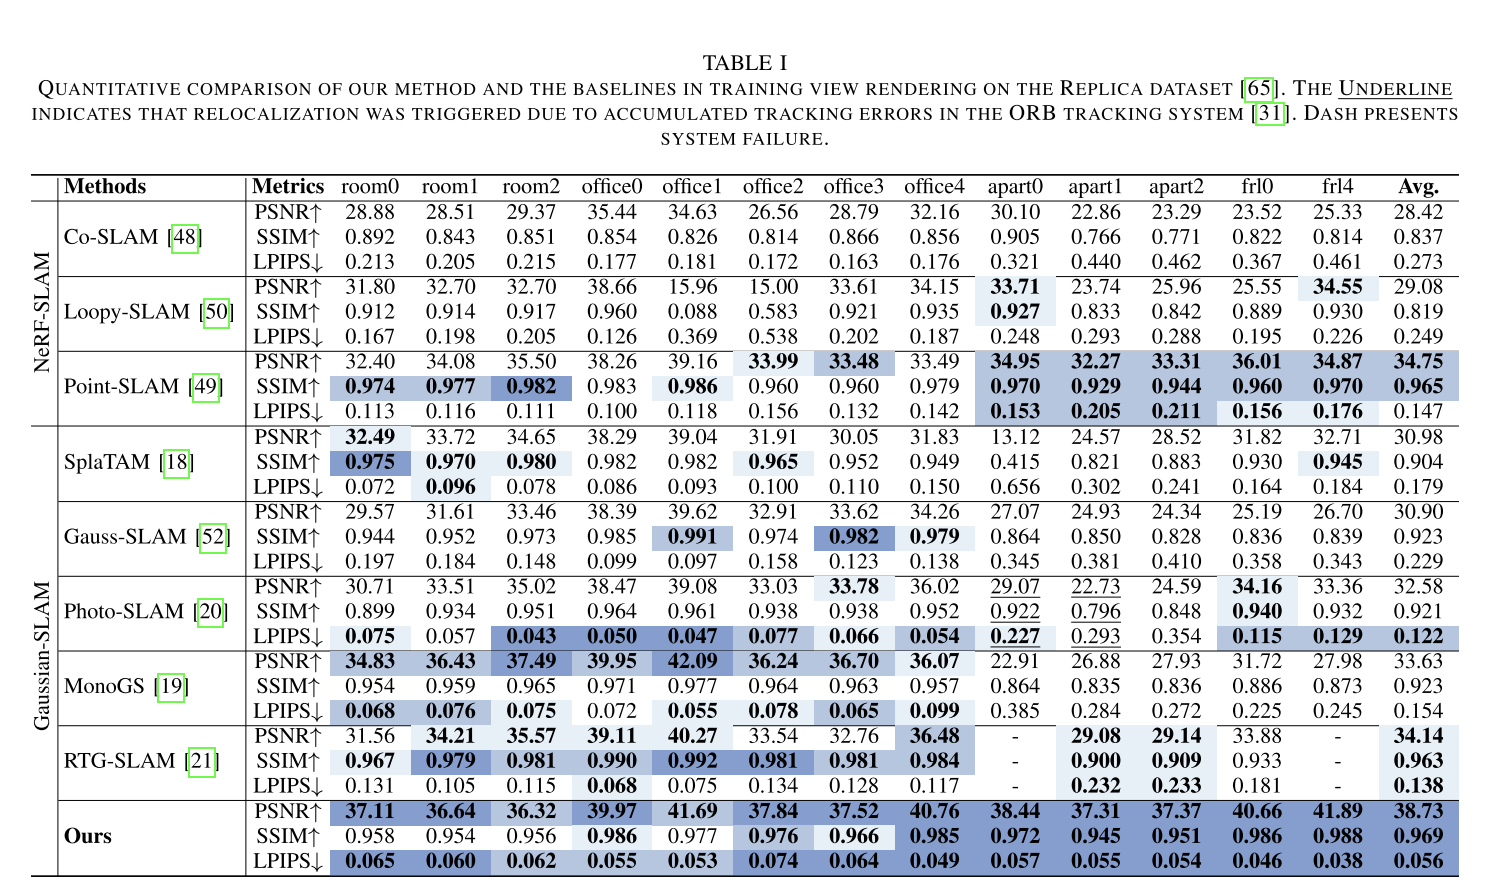 TABLE I
QUANTITATIVE COMPARISON OF OUR METHOD AND THE BASELINES IN TRAINING VIEW RENDERING ON THE REPLICA DATASET [65]. THE UNDERLINE
INDICATES THAT RELOCALIZATION WAS TRIGGERED DUE TO ACCUMULATED TRACKING ERRORS IN THE ORB TRACKING SYSTEM [31]. DASH PRESENTS
SYSTEM FAILURE.
Methods Metrics room0 room1 room2 office0 office1 office2 office3 office4 apart0 apart1 apart2 frl0 frl4 Avg.
NeRF-SLAM
Co-SLAM [48]
PSNR↑ 28.88 28.51 29.37 35.44 34.63 26.56 28.79 32.16 30.10 22.86 23.29 23.52 25.33 28.42
SSIM↑ 0.892 0.843 0.851 0.854 0.826 0.814 0.866 0.856 0.905 0.766 0.771 0.822 0.814 0.837
LPIPS↓ 0.213 0.205 0.215 0.177 0.181 0.172 0.163 0.176 0.321 0.440 0.462 0.367 0.461 0.273
Loopy-SLAM [50]
PSNR↑ 31.80 32.70 32.70 38.66 15.96 15.00 33.61 34.15 33.71 23.74 25.96 25.55 34.55 29.08
SSIM↑ 0.912 0.914 0.917 0.960 0.088 0.583 0.921 0.935 0.927 0.833 0.842 0.889 0.930 0.819
LPIPS↓ 0.167 0.198 0.205 0.126 0.369 0.538 0.202 0.187 0.248 0.293 0.288 0.195 0.226 0.249
Point-SLAM [49]
PSNR↑ 32.40 34.08 35.50 38.26 39.16 33.99 33.48 33.49 34.95 32.27 33.31 36.01 34.87 34.75
SSIM↑ 0.974 0.977 0.982 0.983 0.986 0.960 0.960 0.979 0.970 0.929 0.944 0.960 0.970 0.965
LPIPS↓ 0.113 0.116 0.111 0.100 0.118 0.156 0.132 0.142 0.153 0.205 0.211 0.156 0.176 0.147
Gaussian-SLAM
SplaTAM [18]
PSNR↑ 32.49 33.72 34.65 38.29 39.04 31.91 30.05 31.83 13.12 24.57 28.52 31.82 32.71 30.98
SSIM↑ 0.975 0.970 0.980 0.982 0.982 0.965 0.952 0.949 0.415 0.821 0.883 0.930 0.945 0.904
LPIPS↓ 0.072 0.096 0.078 0.086 0.093 0.100 0.110 0.150 0.656 0.302 0.241 0.164 0.184 0.179
Gauss-SLAM [52]
PSNR↑ 29.57 31.61 33.46 38.39 39.62 32.91 33.62 34.26 27.07 24.93 24.34 25.19 26.70 30.90
SSIM↑ 0.944 0.952 0.973 0.985 0.991 0.974 0.982 0.979 0.864 0.850 0.828 0.836 0.839 0.923
LPIPS↓ 0.197 0.184 0.148 0.099 0.097 0.158 0.123 0.138 0.345 0.381 0.410 0.358 0.343 0.229
Photo-SLAM [20]
PSNR↑ 30.71 33.51 35.02 38.47 39.08 33.03 33.78 36.02 29.07 22.73 24.59 34.16 33.36 32.58
SSIM↑ 0.899 0.934 0.951 0.964 0.961 0.938 0.938 0.952 0.922 0.796 0.848 0.940 0.932 0.921
LPIPS↓ 0.075 0.057 0.043 0.050 0.047 0.077 0.066 0.054 0.227 0.293 0.354 0.115 0.129 0.122
MonoGS [19]
PSNR↑ 34.83 36.43 37.49 39.95 42.09 36.24 36.70 36.07 22.91 26.88 27.93 31.72 27.98 33.63
SSIM↑ 0.954 0.959 0.965 0.971 0.977 0.964 0.963 0.957 0.864 0.835 0.836 0.886 0.873 0.923
LPIPS↓ 0.068 0.076 0.075 0.072 0.055 0.078 0.065 0.099 0.385 0.284 0.272 0.225 0.245 0.154
RTG-SLAM [21]
PSNR↑ 31.56 34.21 35.57 39.11 40.27 33.54 32.76 36.48 - 29.08 29.14 33.88 - 34.14
SSIM↑ 0.967 0.979 0.981 0.990 0.992 0.981 0.981 0.984 - 0.900 0.909 0.933 - 0.963
LPIPS↓ 0.131 0.105 0.115 0.068 0.075 0.134 0.128 0.117 - 0.232 0.233 0.181 - 0.138
Ours
PSNR↑ 37.11 36.64 36.32 39.97 41.69 37.84 37.52 40.76 38.44 37.31 37.37 40.66 41.89 38.73
SSIM↑ 0.958 0.954 0.956 0.986 0.977 0.976 0.966 0.985 0.972 0.945 0.951 0.986 0.988 0.969
LPIPS↓ 0.065 0.060 0.062 0.055 0.053 0.074 0.064 0.049 0.057 0.055 0.054 0.046 0.038 0.056